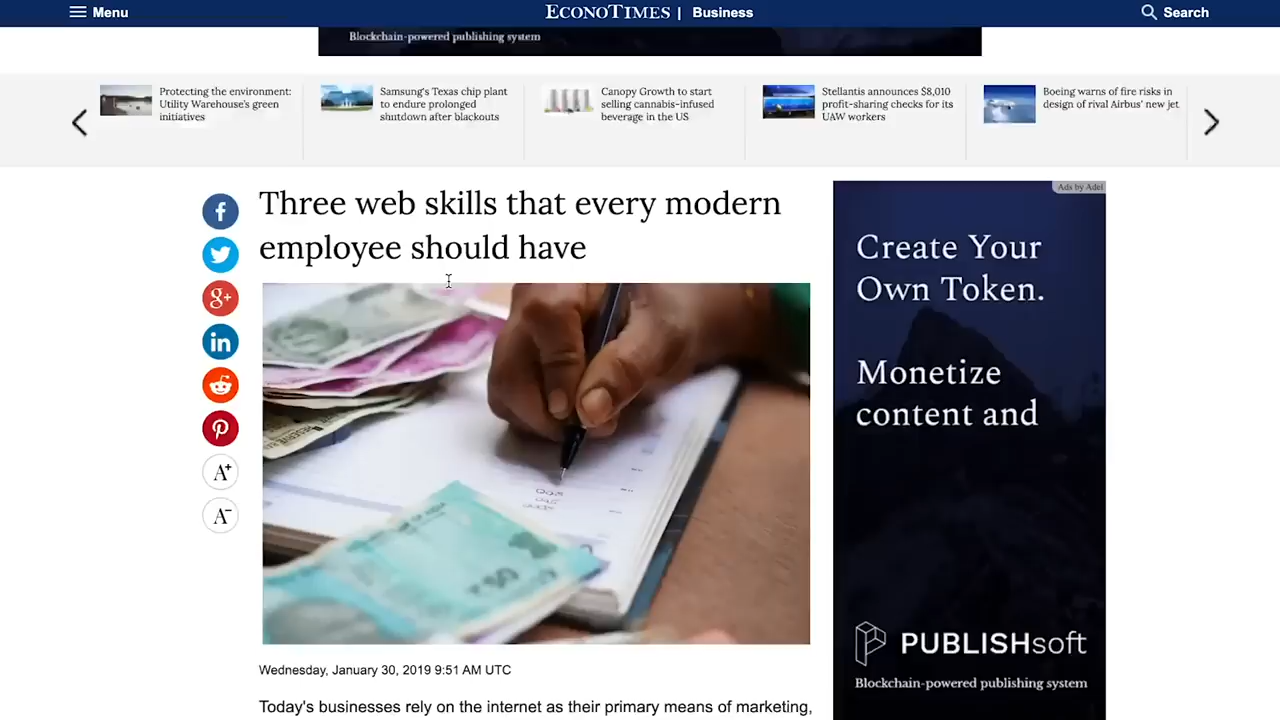 Menu
ECONOTIMES | Business
Search
Blockchain-powered publishing system
Protecting the environment:
Utility Warehouse's green
initiatives
Samsung's Texas chip plant
to endure prolonged
shutdown after blackouts
Canopy Growth to start
selling cannabis-infused
beverage in the US
Stellantis announces $8,010
profit-sharing checks for its
UAW workers
Boeing warns of fire risks in
design of rival Airbus' new jet
Three web skills that every modern
employee should have
f
g+
in
A+
A-
Wednesday, January 30, 2019 9:51 AM UTC
Today's businesses rely on the internet as their primary means of marketing,
Ads by Adel
Create Your
Own Token.
Monetize
content and
PUBLISHsoft
Blockchain-powered publishing system